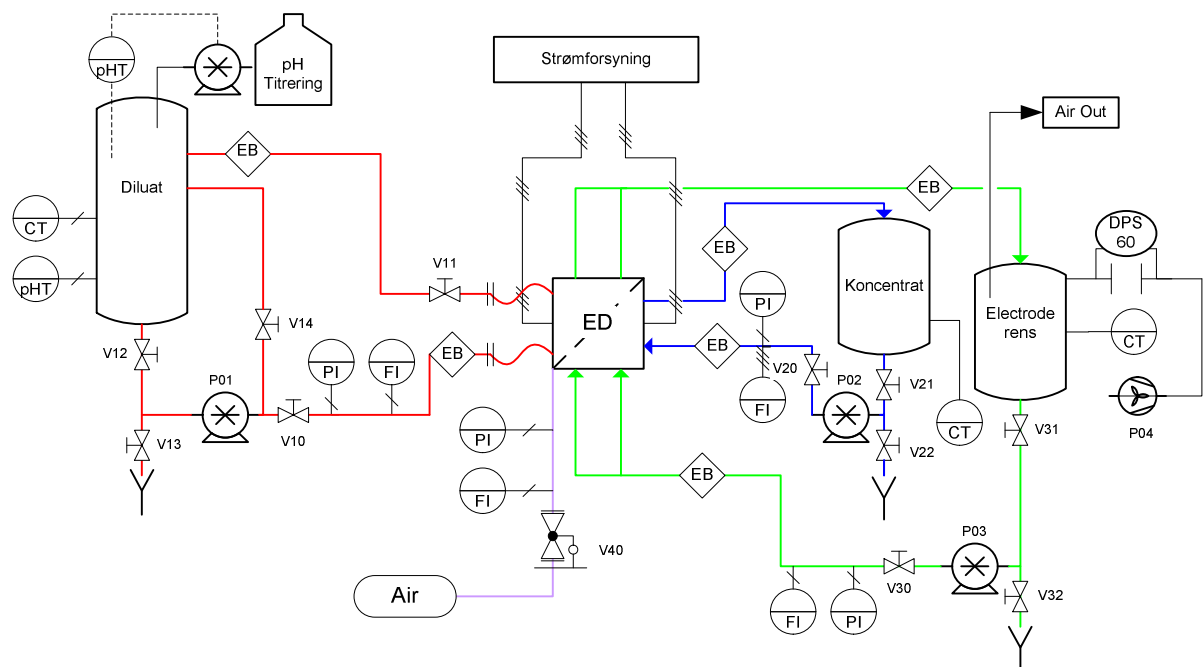 Strømforsyning
pHT
pH
Titrering
Air Out
EB
Diluat
EB
CT
DPS
60
EB
V11
PI
Koncentrat
pHT
Electrode
rens
ED
V14
CT
V12
EB
EB
PI
FI
V20
P01
P02
V21
FI
CT
P04
V10
V31
V13
PI
V22
EB
FI
P03
V40
Air
V30
V32
FI
PI